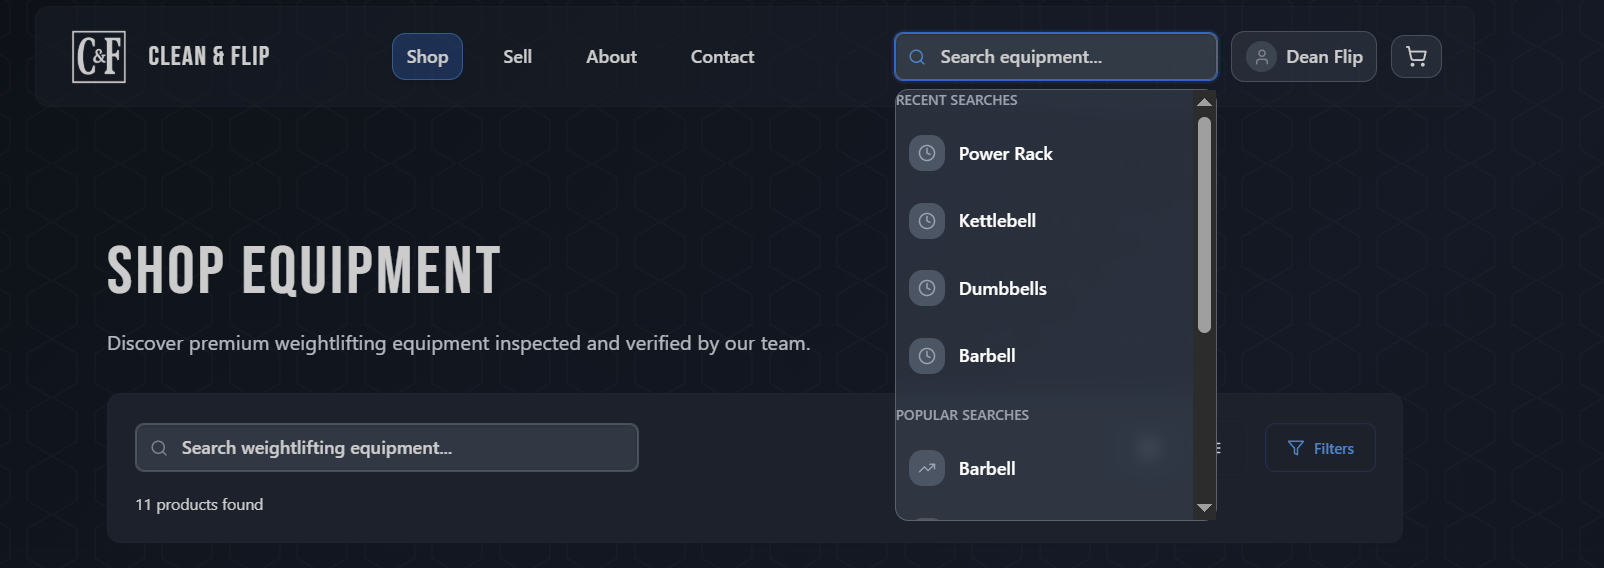 C&F
CLEAN & FLIP
Shop
Sell
About
Contact
Search equipment...
Dean Flip
RECENT SEARCHES
Power Rack
Kettlebell
Dumbbells
Barbell
POPULAR SEARCHES
Barbell
SHOP EQUIPMENT
Discover premium weightlifting equipment inspected and verified by our team.
Search weightlifting equipment...
Filters
11 products found